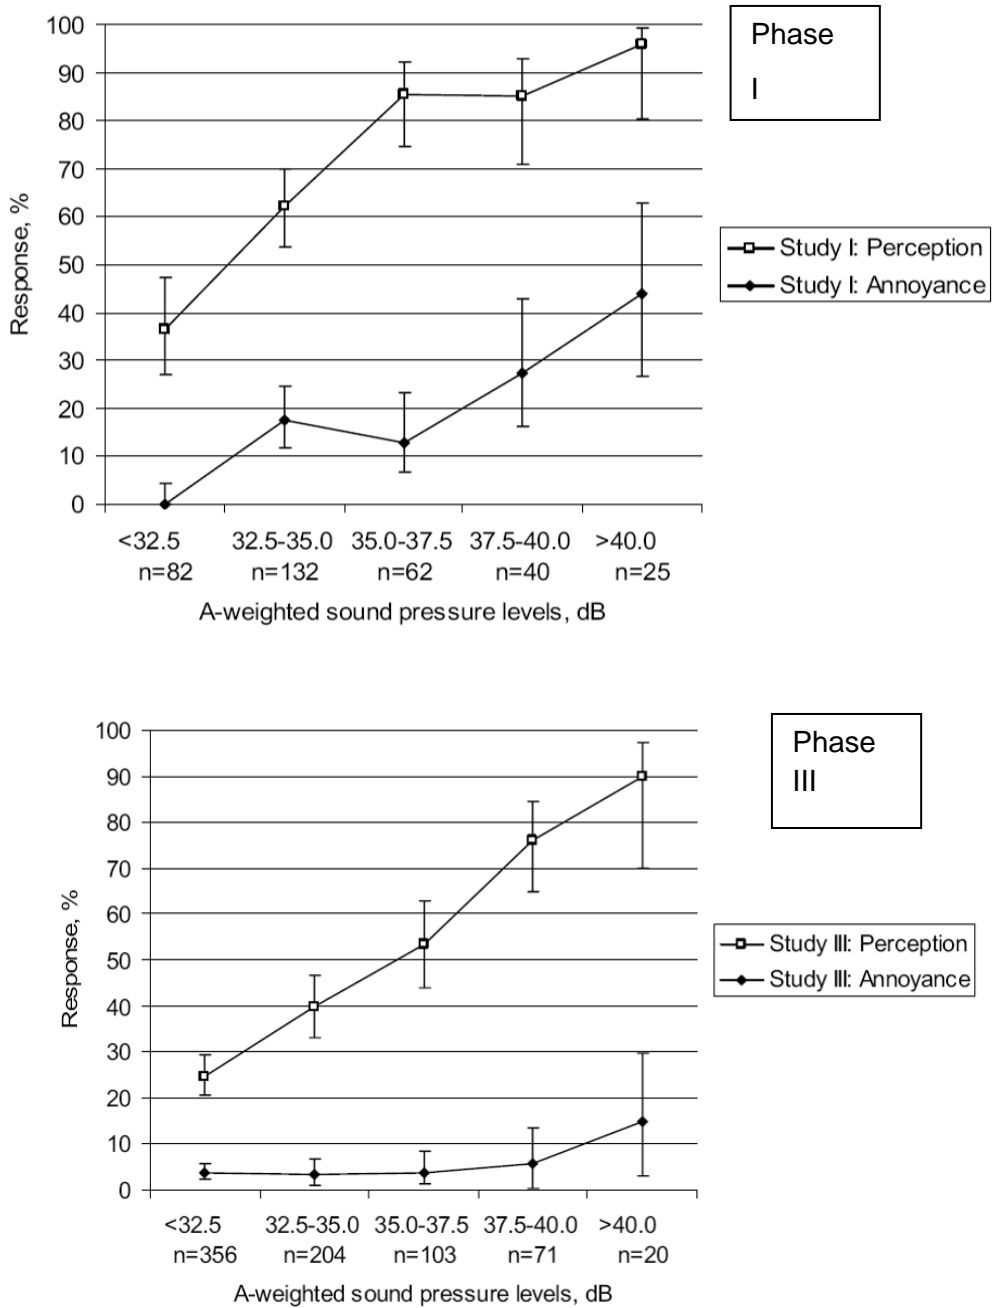 100
90
80
70
60
50
40
30
20
10
0
Response, %
<32.5 32.5-35.0 35.0-37.5 37.5-40.0 >40.0
n=82 n=132 n=62 n=40 n=25
A-weighted sound pressure levels, dB
Phase
I
Study I: Perception
Study I: Annoyance
100
90
80
70
60
50
40
30
20
10
0
Response, %
<32.5 32.5-35.0 35.0-37.5 37.5-40.0 >40.0
n=356 n=204 n=103 n=71 n=20
A-weighted sound pressure levels, dB
Phase
III
Study III: Perception
Study III: Annoyance